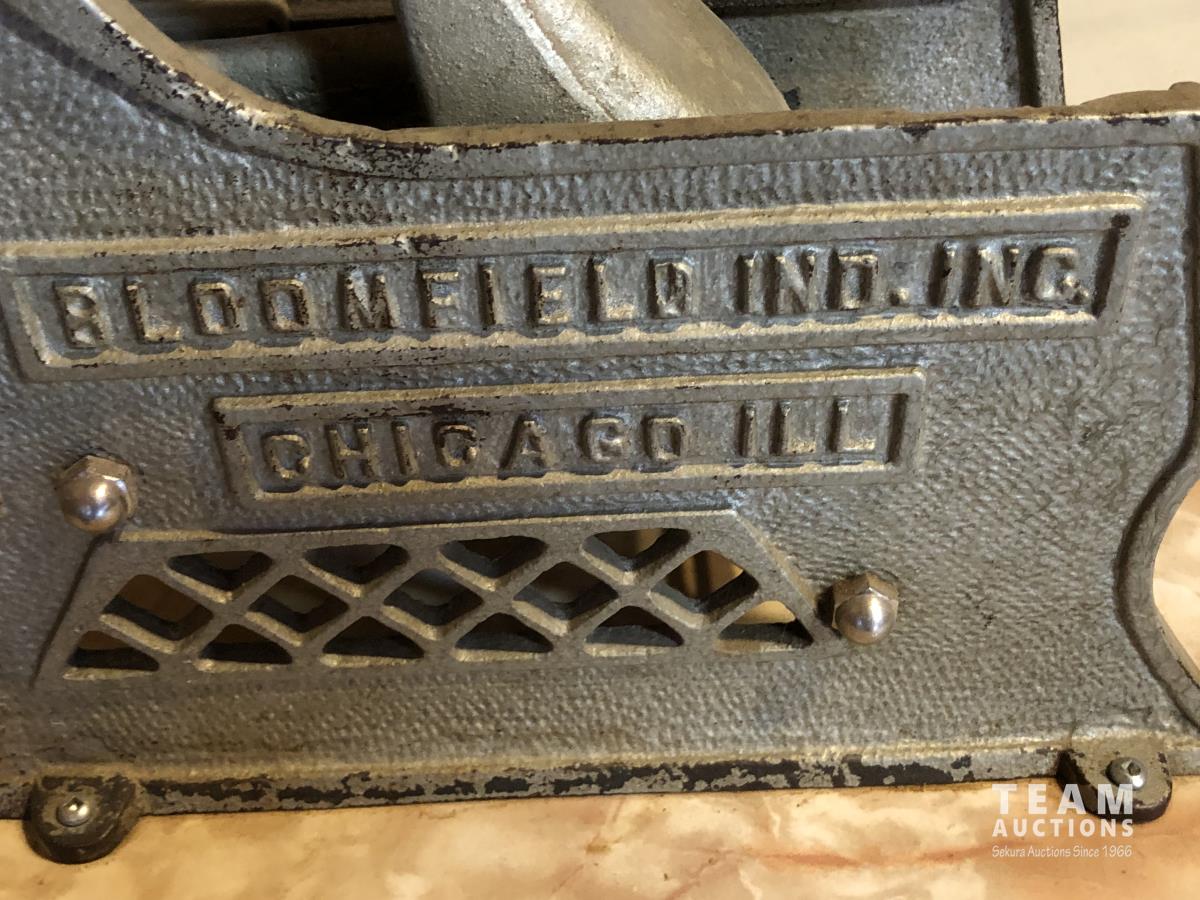 BLOOMFIELD IND. INC.
CHICAGO ILL
TEAM
AUCTIONS
Sekura Auctions Since 1966